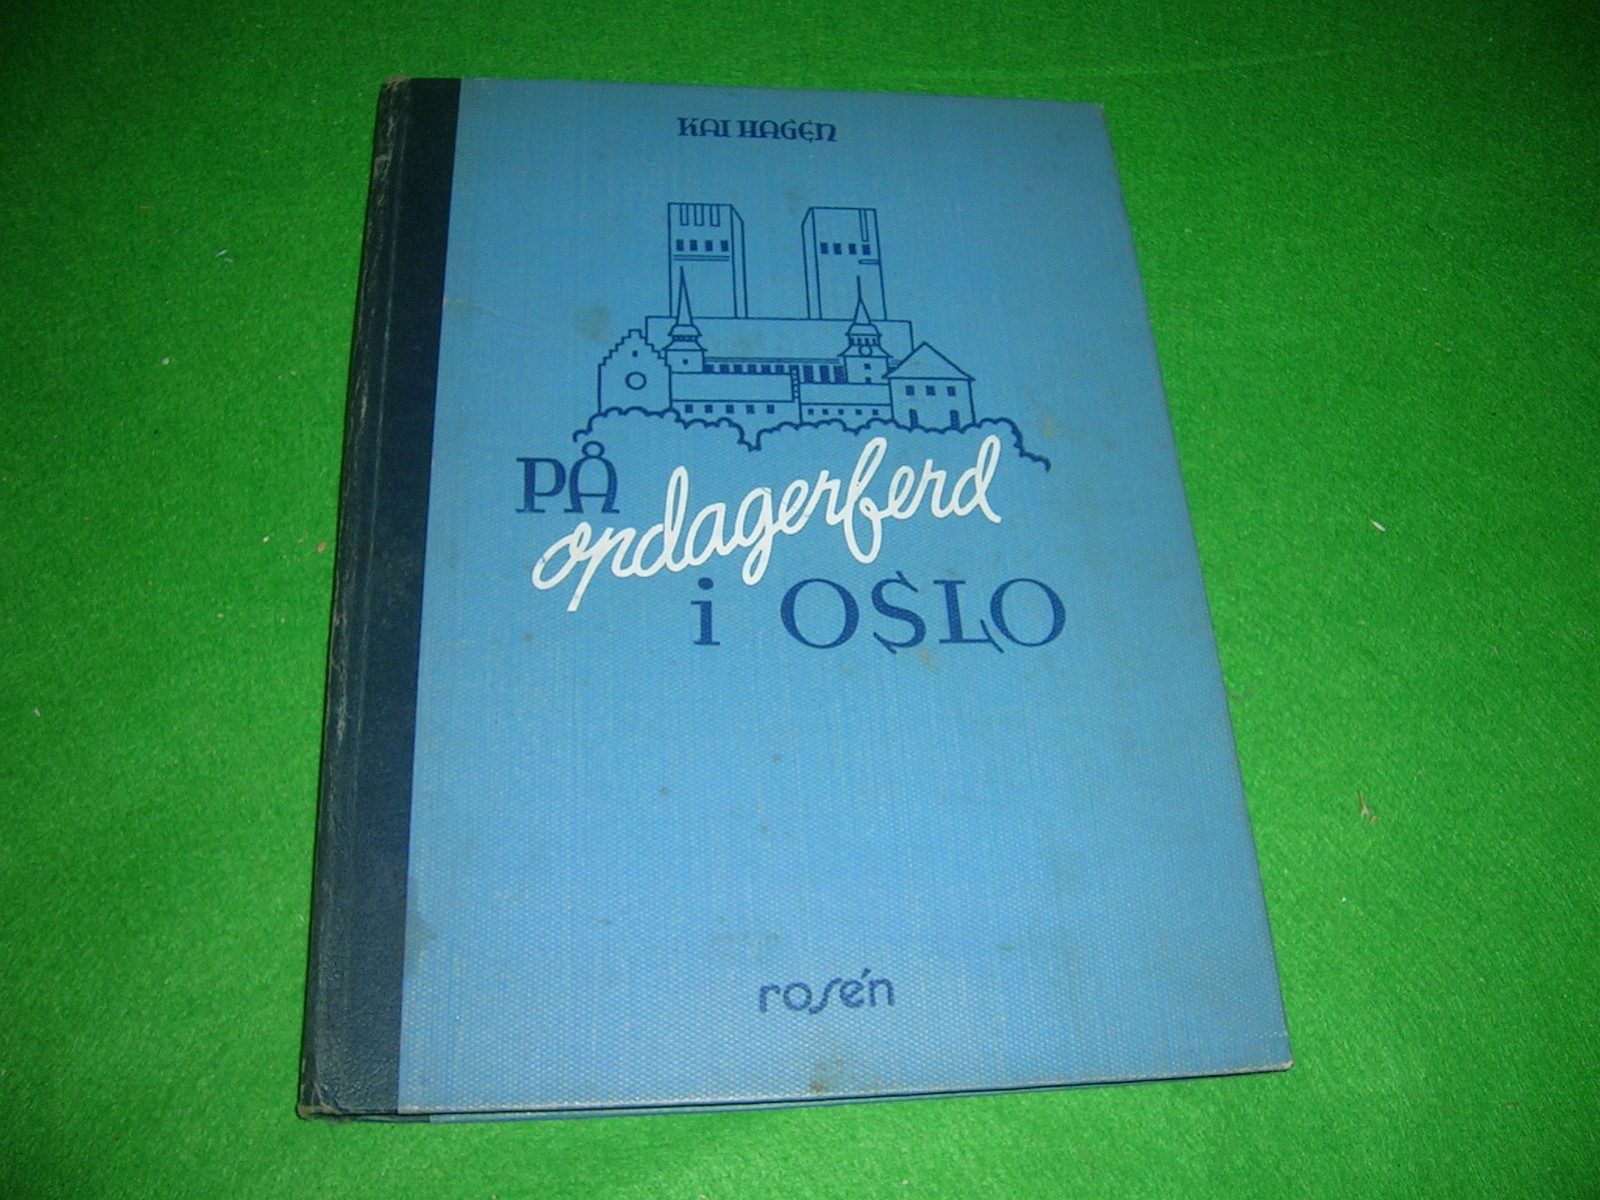 KAI HAGEN
PÅ
opdagerferd
i OSLO
rosén